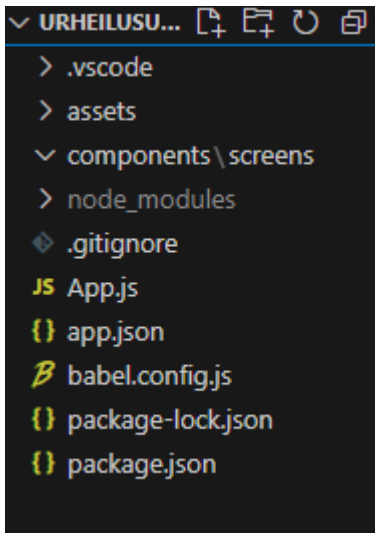 URHEILUSU...
.vscode
assets
components\screens
node_modules
.gitignore
JS App.js
{} app.json
B babel.config.js
{} package-lock.json
{} package.json